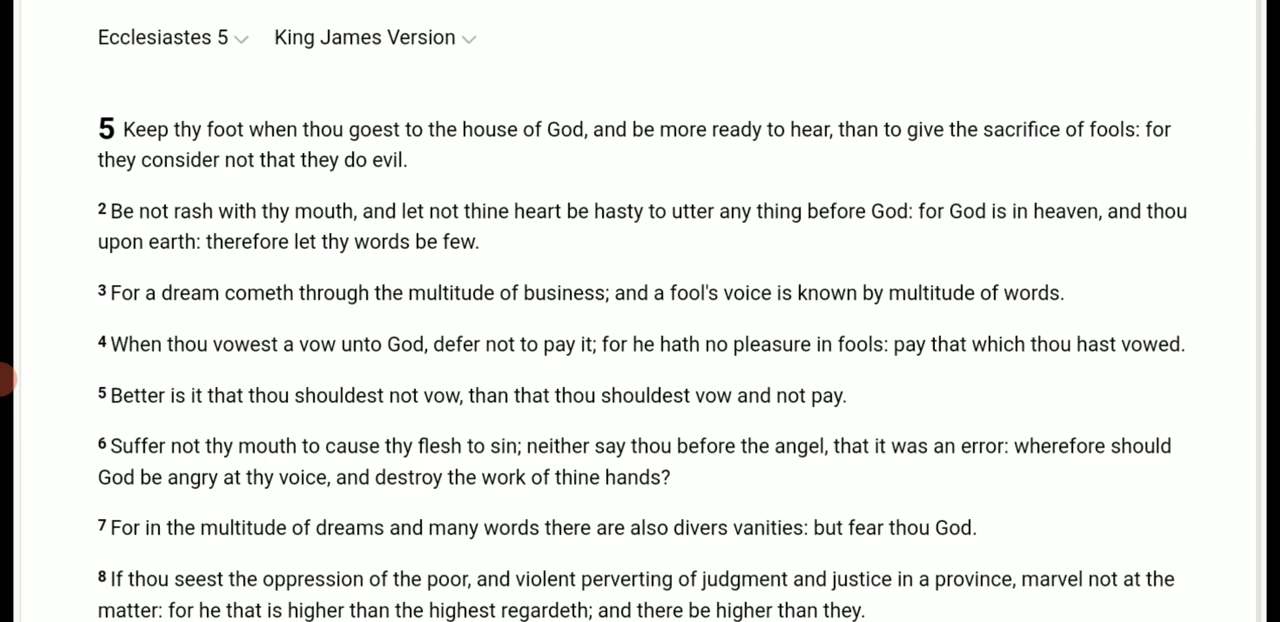 Ecclesiastes 5 King James Version
5 Keep thy foot when thou goest to the house of God, and be more ready to hear, than to give the sacrifice of fools: for
they consider not that they do evil.
2 Be not rash with thy mouth, and let not thine heart be hasty to utter any thing before God: for God is in heaven, and thou
upon earth: therefore let thy words be few.
3 For a dream cometh through the multitude of business; and a fool's voice is known by multitude of words.
4 When thou vowest a vow unto God, defer not to pay it; for he hath no pleasure in fools: pay that which thou hast vowed.
5 Better is it that thou shouldest not vow, than that thou shouldest vow and not pay.
6 Suffer not thy mouth to cause thy flesh to sin; neither say thou before the angel, that it was an error: wherefore should
God be angry at thy voice, and destroy the work of thine hands?
7 For in the multitude of dreams and many words there are also divers vanities: but fear thou God.
8 If thou seest the oppression of the poor, and violent perverting of judgment and justice in a province, marvel not at the
matter: for he that is higher than the highest regardeth; and there be higher than they.